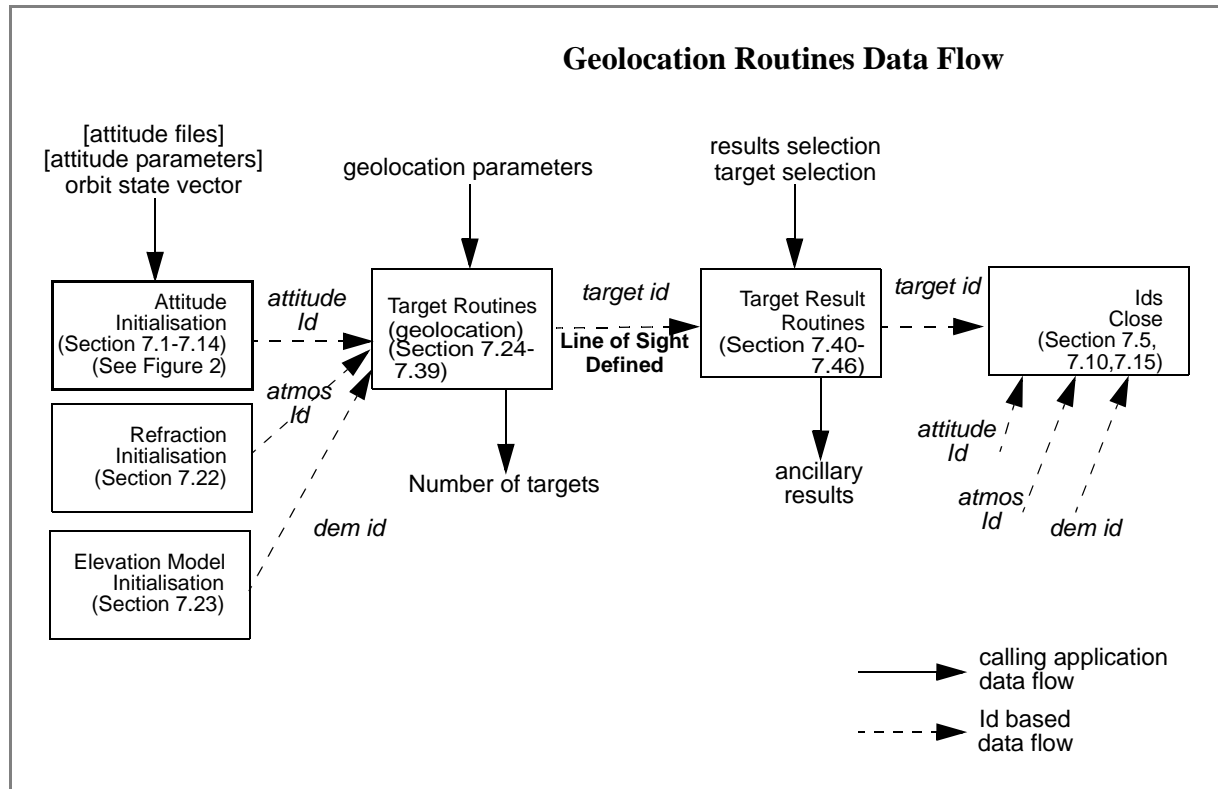 Geolocation Routines Data Flow
[attitude files]
[attitude parameters]
orbit state vector
geolocation parameters
results selection
target selection
Attitude
Initialisation
(Section 7.1-7.14)
(See Figure 2)
attitude
Id
Target Routines
(geolocation)
(Section 7.24-
7.39)
target id
Line of Sight
Defined
Target Result
Routines
(Section 7.40-
7.46)
target id
Ids
Close
(Section 7.5,
7.10,7.15)
atmos
Id
Refraction
Initialisation
(Section 7.22)
Number of targets
ancillary
results
attitude
Id
atmos
Id
dem id
dem id
Elevation Model
Initialisation
(Section 7.23)
calling application
data flow
Id based
data flow